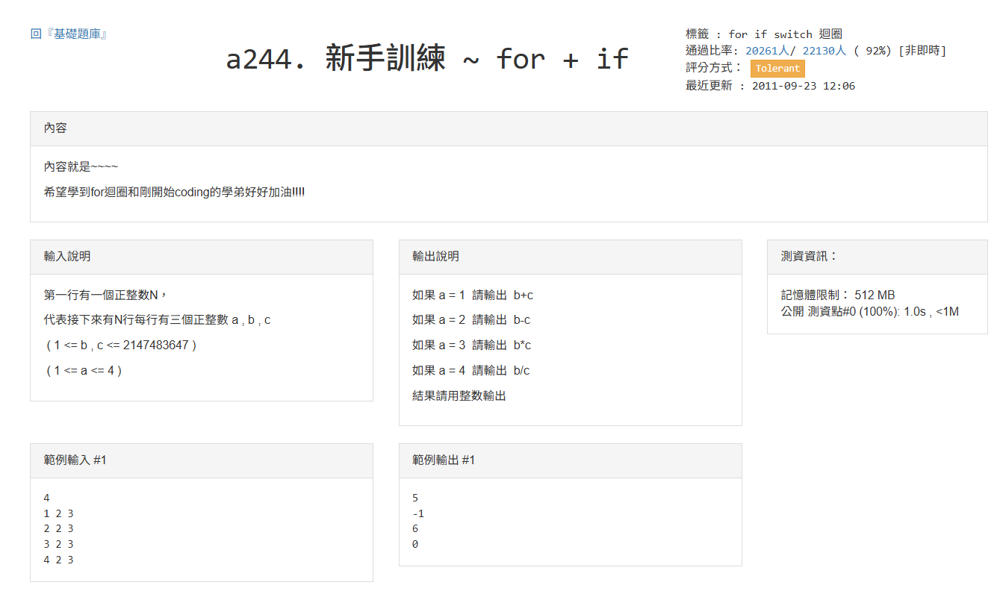 回『基礎題庫』
a244. 新手訓練 ~ for + if
標籤 : for if switch 迴圈
通過比率: 20261人/ 22130人 ( 92%) [非即時]
評分方式： Tolerant
最近更新 : 2011-09-23 12:06
內容
內容就是~~~~
希望學到for迴圈和剛開始coding的學弟好好加油!!!!
輸入說明
第一行有一個正整数N，
代表接下來有N行每行有三個正整數 a , b , c
( 1 <= b , c <= 2147483647 )
( 1 <= a <= 4 )
輸出說明
如果 a = 1 請輸出 b+c
如果 a = 2 請輸出 b-c
如果 a = 3 請輸出 b*c
如果 a = 4 請輸出 b/c
結果請用整数輸出
測資資訊：
記憶體限制： 512 MB
公開 測資點#0 (100%): 1.0s , <1M
範例輸入 #1
4
1 2 3
2 2 3
3 2 3
4 2 3
範例輸出 #1
5
-1
6
0